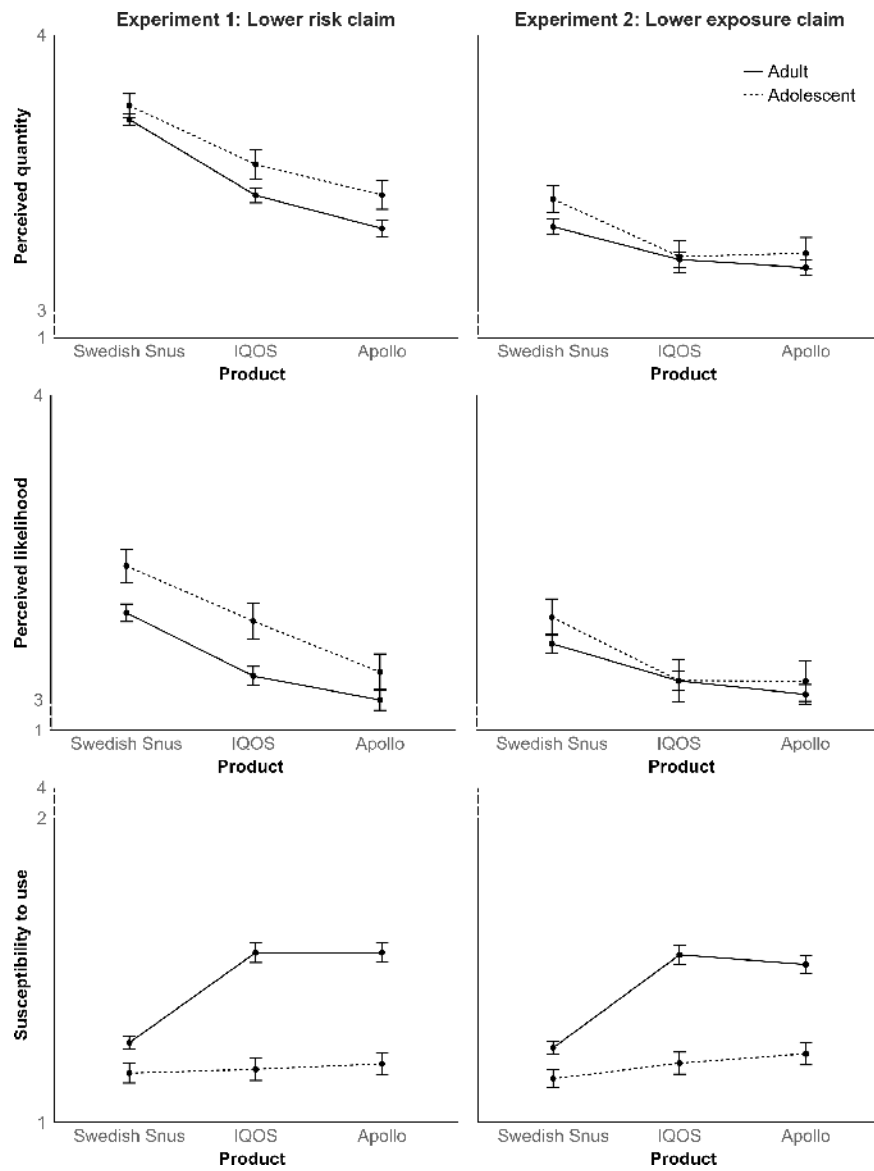 Experiment 1: Lower risk claim
Experiment 2: Lower exposure claim
4
Adult
Adolescent
Perceived quantity
3
1
Swedish Snus IQOS Apollo
Product
Swedish Snus IQOS Apollo
Product
4
Perceived likelihood
3
1
Swedish Snus IQOS Apollo
Product
Swedish Snus IQOS Apollo
Product
4
2
Susceptibility to use
1
Swedish Snus IQOS Apollo
Product
Swedish Snus IQOS Apollo
Product